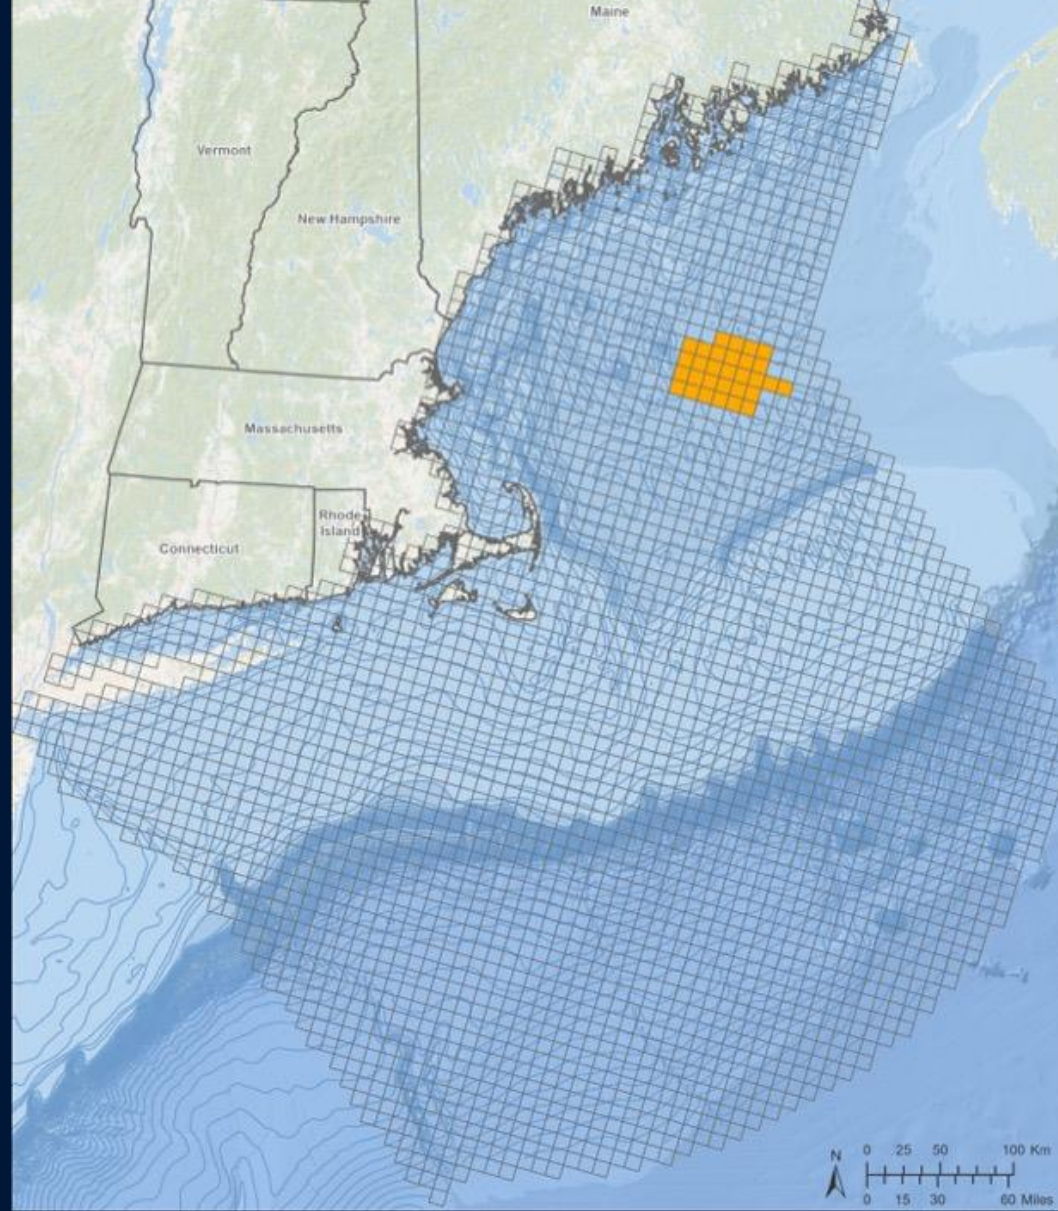 Maine
Vermont
New Hampshire
Massachusetts
Rhode
Island
Connecticut
N
0 25 50 100 Km
0 15 30 60 Miles